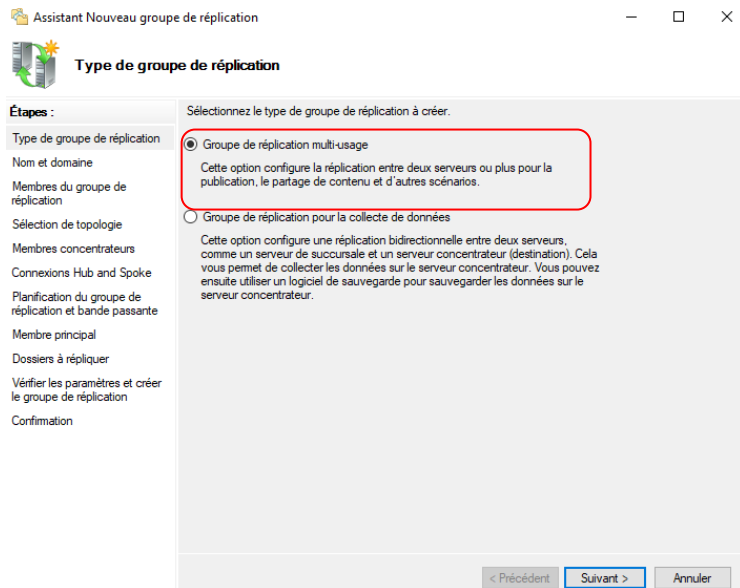 Assistant Nouveau groupe de réplication
Type de groupe de réplication
Étapes :
Type de groupe de réplication
Nom et domaine
Membres du groupe de
réplication
Sélection de topologie
Membres concentrateurs
Connexions Hub and Spoke
Planification du groupe de
réplication et bande passante
Membre principal
Dossiers à répliquer
Vérifier les paramètres et créer
le groupe de réplication
Confirmation
Sélectionnez le type de groupe de réplication à créer.
Groupe de réplication multi-usage
Cette option configure la réplication entre deux serveurs ou plus pour la
publication, le partage de contenu et d'autres scénarios.
Groupe de réplication pour la collecte de données
Cette option configure une réplication bidirectionnelle entre deux serveurs,
comme un serveur de succursale et un serveur concentrateur (destination). Cela
vous permet de collecter les données sur le serveur concentrateur. Vous pouvez
ensuite utiliser un logiciel de sauvegarde pour sauvegarder les données sur le
serveur concentrateur.
< Précédent
Suivant >
Annuler